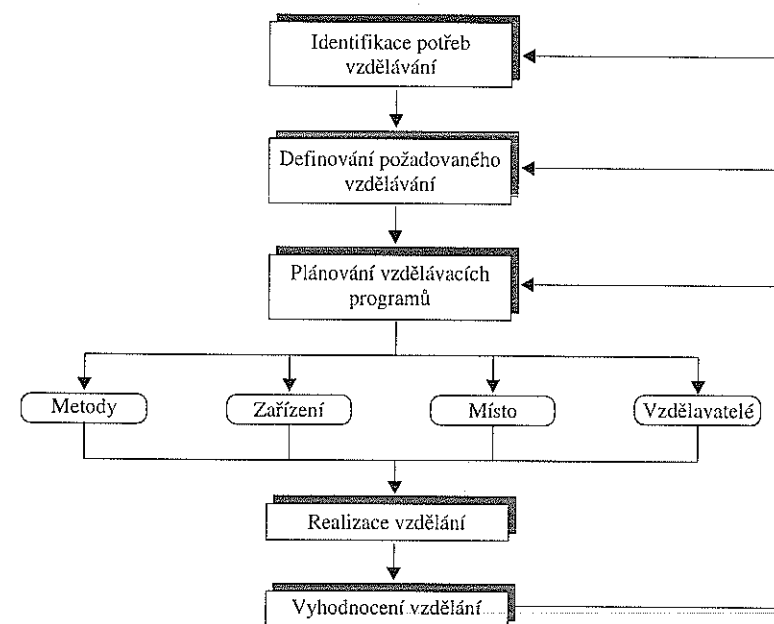 Identifikace potřeb
vzdělávání
Definování požadovaného
vzdělávání
Plánování vzdělávacích
programů
Metody
Zařízení
Místo
Vzdělavatelé
Realizace vzdělání
Vyhodnocení vzdělání